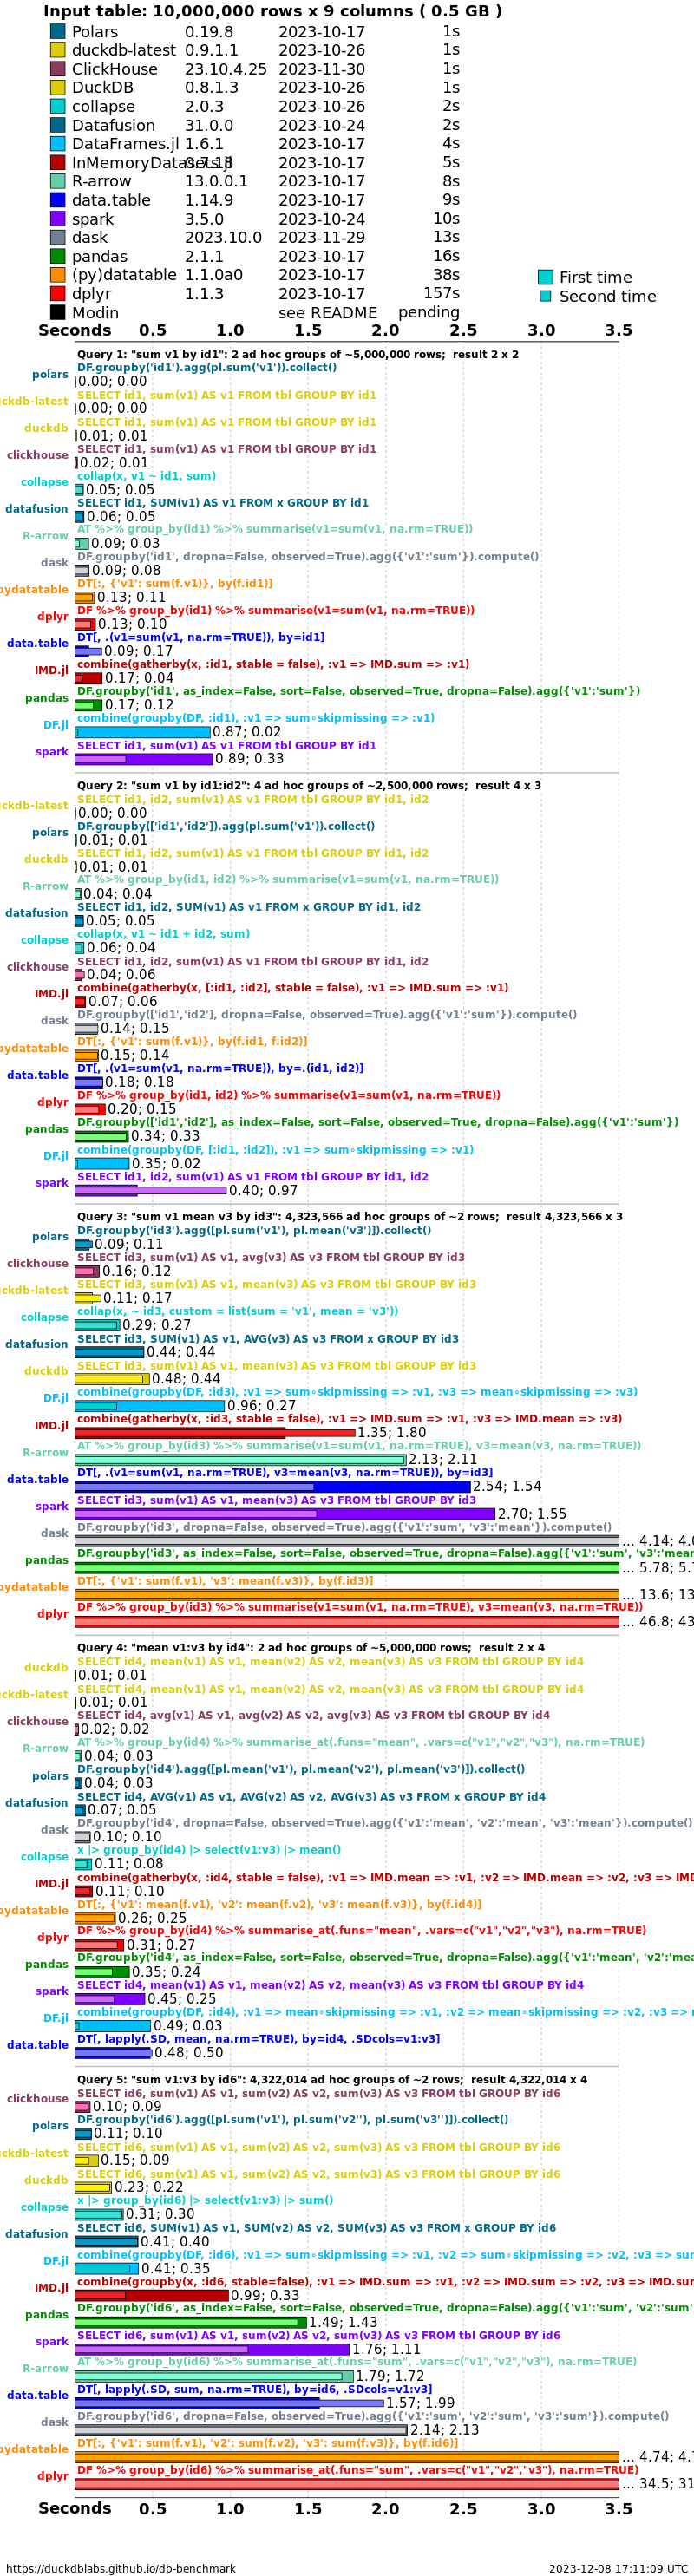 Input table: 10,000,000 rows x 9 columns ( 0.5 GB )
Polars 0.19.8 2023-10-17 1s
duckdb-latest 0.9.1.1 2023-10-26 1s
ClickHouse 23.10.4.25 2023-11-30 1s
DuckDB 0.8.1.3 2023-10-26 1s
collapse 2.0.3 2023-10-26 2s
Datafusion 31.0.0 2023-10-24 2s
DataFrames.jl 1.6.1 2023-10-17 4s
InMemoryDatasets.jl 0.7.18 2023-10-17 5s
R-arrow 13.0.0.1 2023-10-17 8s
data.table 1.14.9 2023-10-17 9s
spark 3.5.0 2023-10-24 10s
dask 2023.10.0 2023-11-29 13s
pandas 2.1.1 2023-10-17 16s
(py)datatable 1.1.0a0 2023-10-17 38s First time
dplyr 1.1.3 2023-10-17 157s Second time
Modin see README pending
Seconds 0.5 1.0 1.5 2.0 2.5 3.0 3.5
Query 1: "sum v1 by id1": 2 ad hoc groups of ~5,000,000 rows; result 2 x 2
DF.groupby('id1').agg(pl.sum('v1')).collect()
polars 0.00; 0.00
SELECT id1, sum(v1) AS v1 FROM tbl GROUP BY id1
uckdb-latest 0.00; 0.00
SELECT id1, sum(v1) AS v1 FROM tbl GROUP BY id1
duckdb 0.01; 0.01
SELECT id1, sum(v1) AS v1 FROM tbl GROUP BY id1
clickhouse 0.02; 0.01
collap(x, v1 ~ id1, sum)
collapse 0.05; 0.05
SELECT id1, SUM(v1) AS v1 FROM x GROUP BY id1
datafusion 0.06; 0.05
AT %>% group_by(id1) %>% summarise(v1=sum(v1, na.rm=TRUE))
R-arrow 0.09; 0.03
DF.groupby('id1', dropna=False, observed=True).agg({'v1':'sum'}).compute()
dask 0.09; 0.08
DT[:, {'v1': sum(f.v1)}, by(f.id1)]
pydatatable 0.13; 0.11
DF %>% group_by(id1) %>% summarise(v1=sum(v1, na.rm=TRUE))
dplyr 0.13; 0.10
DT[, .(v1=sum(v1, na.rm=TRUE)), by=id1]
data.table 0.09; 0.17
combine(gatherby(x, :id1, stable = false), :v1 => IMD.sum => :v1)
IMD.jl 0.17; 0.04
DF.groupby('id1', as_index=False, sort=False, observed=True, dropna=False).agg({'v1':'sum'})
pandas 0.17; 0.12
combine(groupby(DF, :id1), :v1 => sum∘skipmissing => :v1)
DF.jl 0.87; 0.02
SELECT id1, sum(v1) AS v1 FROM tbl GROUP BY id1
spark 0.89; 0.33
Query 2: "sum v1 by id1:id2": 4 ad hoc groups of ~2,500,000 rows; result 4 x 3
SELECT id1, id2, sum(v1) AS v1 FROM tbl GROUP BY id1, id2
uckdb-latest 0.00; 0.00
DF.groupby(['id1','id2']).agg(pl.sum('v1')).collect()
polars 0.01; 0.01
SELECT id1, id2, sum(v1) AS v1 FROM tbl GROUP BY id1, id2
duckdb 0.01; 0.01
AT %>% group_by(id1, id2) %>% summarise(v1=sum(v1, na.rm=TRUE))
R-arrow 0.04; 0.04
SELECT id1, id2, SUM(v1) AS v1 FROM x GROUP BY id1, id2
datafusion 0.05; 0.05
collap(x, v1 ~ id1 + id2, sum)
collapse 0.06; 0.04
SELECT id1, id2, sum(v1) AS v1 FROM tbl GROUP BY id1, id2
clickhouse 0.04; 0.06
combine(gatherby(x, [:id1, :id2], stable = false), :v1 => IMD.sum => :v1)
IMD.jl 0.07; 0.06
DF.groupby(['id1','id2'], dropna=False, observed=True).agg({'v1':'sum'}).compute()
dask 0.14; 0.15
DT[:, {'v1': sum(f.v1)}, by(f.id1, f.id2)]
pydatatable 0.15; 0.14
DT[, .(v1=sum(v1, na.rm=TRUE)), by=.(id1, id2)]
data.table 0.18; 0.18
DF %>% group_by(id1, id2) %>% summarise(v1=sum(v1, na.rm=TRUE))
dplyr 0.20; 0.15
DF.groupby(['id1','id2'], as_index=False, sort=False, observed=True, dropna=False).agg({'v1':'sum'})
pandas 0.34; 0.33
combine(groupby(DF, [:id1, :id2]), :v1 => sum∘skipmissing => :v1)
DF.jl 0.35; 0.02
SELECT id1, id2, sum(v1) AS v1 FROM tbl GROUP BY id1, id2
spark 0.40; 0.97
Query 3: "sum v1 mean v3 by id3": 4,323,566 ad hoc groups of ~2 rows; result 4,323,566 x 3
DF.groupby('id3').agg([pl.sum('v1'), pl.mean('v3')]).collect()
polars 0.09; 0.11
SELECT id3, sum(v1) AS v1, avg(v3) AS v3 FROM tbl GROUP BY id3
clickhouse 0.16; 0.12
SELECT id3, sum(v1) AS v1, mean(v3) AS v3 FROM tbl GROUP BY id3
uckdb-latest 0.11; 0.17
collap(x, ~ id3, custom = list(sum = 'v1', mean = 'v3'))
collapse 0.29; 0.27
SELECT id3, SUM(v1) AS v1, AVG(v3) AS v3 FROM x GROUP BY id3
datafusion 0.44; 0.44
SELECT id3, sum(v1) AS v1, mean(v3) AS v3 FROM tbl GROUP BY id3
duckdb 0.48; 0.44
combine(groupby(DF, :id3), :v1 => sum∘skipmissing => :v1, :v3 => mean∘skipmissing => :v3)
DF.jl 0.96; 0.27
combine(gatherby(x, :id3, stable = false), :v1 => IMD.sum => :v1, :v3 => IMD.mean => :v3)
IMD.jl 1.35; 1.80
AT %>% group_by(id3) %>% summarise(v1=sum(v1, na.rm=TRUE), v3=mean(v3, na.rm=TRUE))
R-arrow 2.13; 2.11
DT[, .(v1=sum(v1, na.rm=TRUE), v3=mean(v3, na.rm=TRUE)), by=id3]
data.table 2.54; 1.54
SELECT id3, sum(v1) AS v1, mean(v3) AS v3 FROM tbl GROUP BY id3
spark 2.70; 1.55
DF.groupby('id3', dropna=False, observed=True).agg({'v1':'sum', 'v3':'mean'}).compute()
dask ... 4.14; 4.0
DF.groupby('id3', as_index=False, sort=False, observed=True, dropna=False).agg({'v1':'sum', 'v3':'mean
pandas ... 5.78; 5.7
DT[:, {'v1': sum(f.v1), 'v3': mean(f.v3)}, by(f.id3)]
pydatatable ... 13.6; 13
DF %>% group_by(id3) %>% summarise(v1=sum(v1, na.rm=TRUE), v3=mean(v3, na.rm=TRUE))
dplyr ... 46.8; 43
Query 4: "mean v1:v3 by id4": 2 ad hoc groups of ~5,000,000 rows; result 2 x 4
SELECT id4, mean(v1) AS v1, mean(v2) AS v2, mean(v3) AS v3 FROM tbl GROUP BY id4
duckdb 0.01; 0.01
SELECT id4, mean(v1) AS v1, mean(v2) AS v2, mean(v3) AS v3 FROM tbl GROUP BY id4
uckdb-latest 0.01; 0.01
SELECT id4, avg(v1) AS v1, avg(v2) AS v2, avg(v3) AS v3 FROM tbl GROUP BY id4
clickhouse 0.02; 0.02
AT %>% group_by(id4) %>% summarise_at(.funs="mean", .vars=c("v1","v2","v3"), na.rm=TRUE)
R-arrow 0.04; 0.03
DF.groupby('id4').agg([pl.mean('v1'), pl.mean('v2'), pl.mean('v3')]).collect()
polars 0.04; 0.03
SELECT id4, AVG(v1) AS v1, AVG(v2) AS v2, AVG(v3) AS v3 FROM x GROUP BY id4
datafusion 0.07; 0.05
DF.groupby('id4', dropna=False, observed=True).agg({'v1':'mean', 'v2':'mean', 'v3':'mean'}).compute()
dask 0.10; 0.10
x |> group_by(id4) |> select(v1:v3) |> mean()
collapse 0.11; 0.08
combine(gatherby(x, :id4, stable = false), :v1 => IMD.mean => :v1, :v2 => IMD.mean => :v2, :v3 => IMD
IMD.jl 0.11; 0.10
DT[:, {'v1': mean(f.v1), 'v2': mean(f.v2), 'v3': mean(f.v3)}, by(f.id4)]
pydatatable 0.26; 0.25
DF %>% group_by(id4) %>% summarise_at(.funs="mean", .vars=c("v1","v2","v3"), na.rm=TRUE)
dplyr 0.31; 0.27
DF.groupby('id4', as_index=False, sort=False, observed=True, dropna=False).agg({'v1':'mean', 'v2':'mea
pandas 0.35; 0.24
SELECT id4, mean(v1) AS v1, mean(v2) AS v2, mean(v3) AS v3 FROM tbl GROUP BY id4
spark 0.45; 0.25
combine(groupby(DF, :id4), :v1 => mean∘skipmissing => :v1, :v2 => mean∘skipmissing => :v2, :v3 =>
DF.jl 0.49; 0.03
DT[, lapply(.SD, mean, na.rm=TRUE), by=id4, .SDcols=v1:v3]
data.table 0.48; 0.50
Query 5: "sum v1:v3 by id6": 4,322,014 ad hoc groups of ~2 rows; result 4,322,014 x 4
SELECT id6, sum(v1) AS v1, sum(v2) AS v2, sum(v3) AS v3 FROM tbl GROUP BY id6
clickhouse 0.10; 0.09
DF.groupby('id6').agg([pl.sum('v1'), pl.sum('v2''), pl.sum('v3'')]).collect()
polars 0.11; 0.10
SELECT id6, sum(v1) AS v1, sum(v2) AS v2, sum(v3) AS v3 FROM tbl GROUP BY id6
uckdb-latest 0.15; 0.09
SELECT id6, sum(v1) AS v1, sum(v2) AS v2, sum(v3) AS v3 FROM tbl GROUP BY id6
duckdb 0.23; 0.22
x |> group_by(id6) |> select(v1:v3) |> sum()
collapse 0.31; 0.30
SELECT id6, SUM(v1) AS v1, SUM(v2) AS v2, SUM(v3) AS v3 FROM x GROUP BY id6
datafusion 0.41; 0.40
combine(groupby(DF, :id6), :v1 => sum∘skipmissing => :v1, :v2 => sum∘skipmissing => :v2, :v3 => sum
DF.jl 0.41; 0.35
combine(groupby(x, :id6, stable=false), :v1 => IMD.sum => :v1, :v2 => IMD.sum => :v2, :v3 => IMD.sum
IMD.jl 0.99; 0.33
DF.groupby('id6', as_index=False, sort=False, observed=True, dropna=False).agg({'v1':'sum', 'v2':'sum'
pandas 1.49; 1.43
SELECT id6, sum(v1) AS v1, sum(v2) AS v2, sum(v3) AS v3 FROM tbl GROUP BY id6
spark 1.76; 1.11
AT %>% group_by(id6) %>% summarise_at(.funs="sum", .vars=c("v1","v2","v3"), na.rm=TRUE)
R-arrow 1.79; 1.72
DT[, lapply(.SD, sum, na.rm=TRUE), by=id6, .SDcols=v1:v3]
data.table 1.57; 1.99
DF.groupby('id6', dropna=False, observed=True).agg({'v1':'sum', 'v2':'sum', 'v3':'sum'}).compute()
dask 2.14; 2.13
DT[:, {'v1': sum(f.v1), 'v2': sum(f.v2), 'v3': sum(f.v3)}, by(f.id6)]
pydatatable ... 4.74; 4.7
DF %>% group_by(id6) %>% summarise_at(.funs="sum", .vars=c("v1","v2","v3"), na.rm=TRUE)
dplyr ... 34.5; 31
Seconds 0.5 1.0 1.5 2.0 2.5 3.0 3.5
https://duckdblabs.github.io/db-benchmark 2023-12-08 17:11:09 UTC